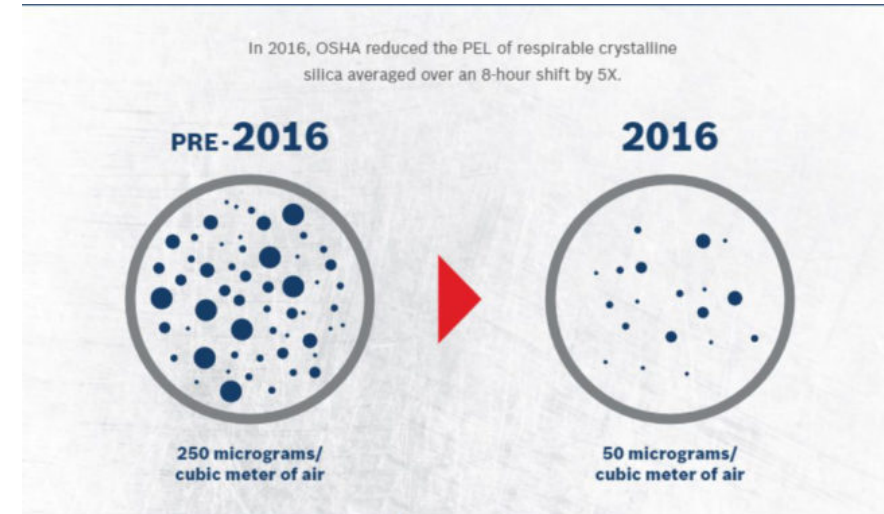 In 2016, OSHA reduced the PEL of respirable crystalline
silica averaged over an 8-hour shift by 5X.
PRE-2016
2016
250 micrograms/
cubic meter of air
50 micrograms/
cubic meter of air